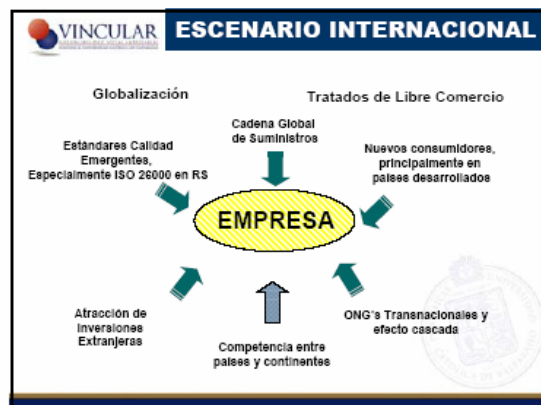 VINCULAR
ESCENARIO INTERNACIONAL
Globalización
Tratados de Libre Comercio
Cadena Global
de Suministros
Estándares Calidad
Emergentes,
Especialmente ISO 26000 en RS
Nuevos consumidores,
principalmente en
países desarrollados
EMPRESA
Atracción de
Inversiones
Extranjeras
Competencia entre
países y continentes
ONG's Transnacionales y
efecto cascada